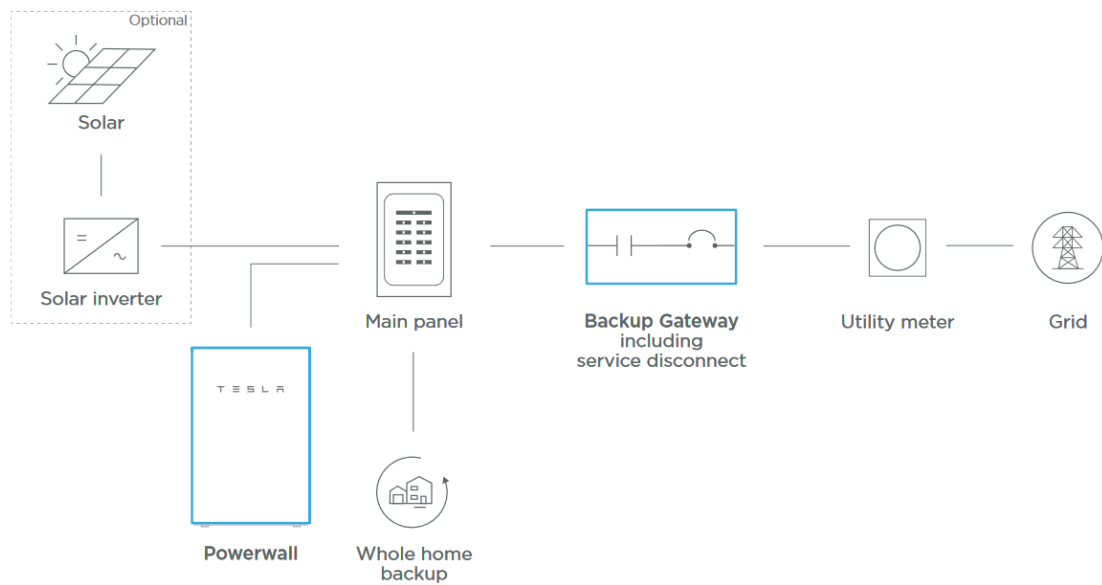 Optional
Solar
Solar inverter
Main panel
Backup Gateway
including
service disconnect
Utility meter
Grid
TESLA
Powerwall
Whole home
backup